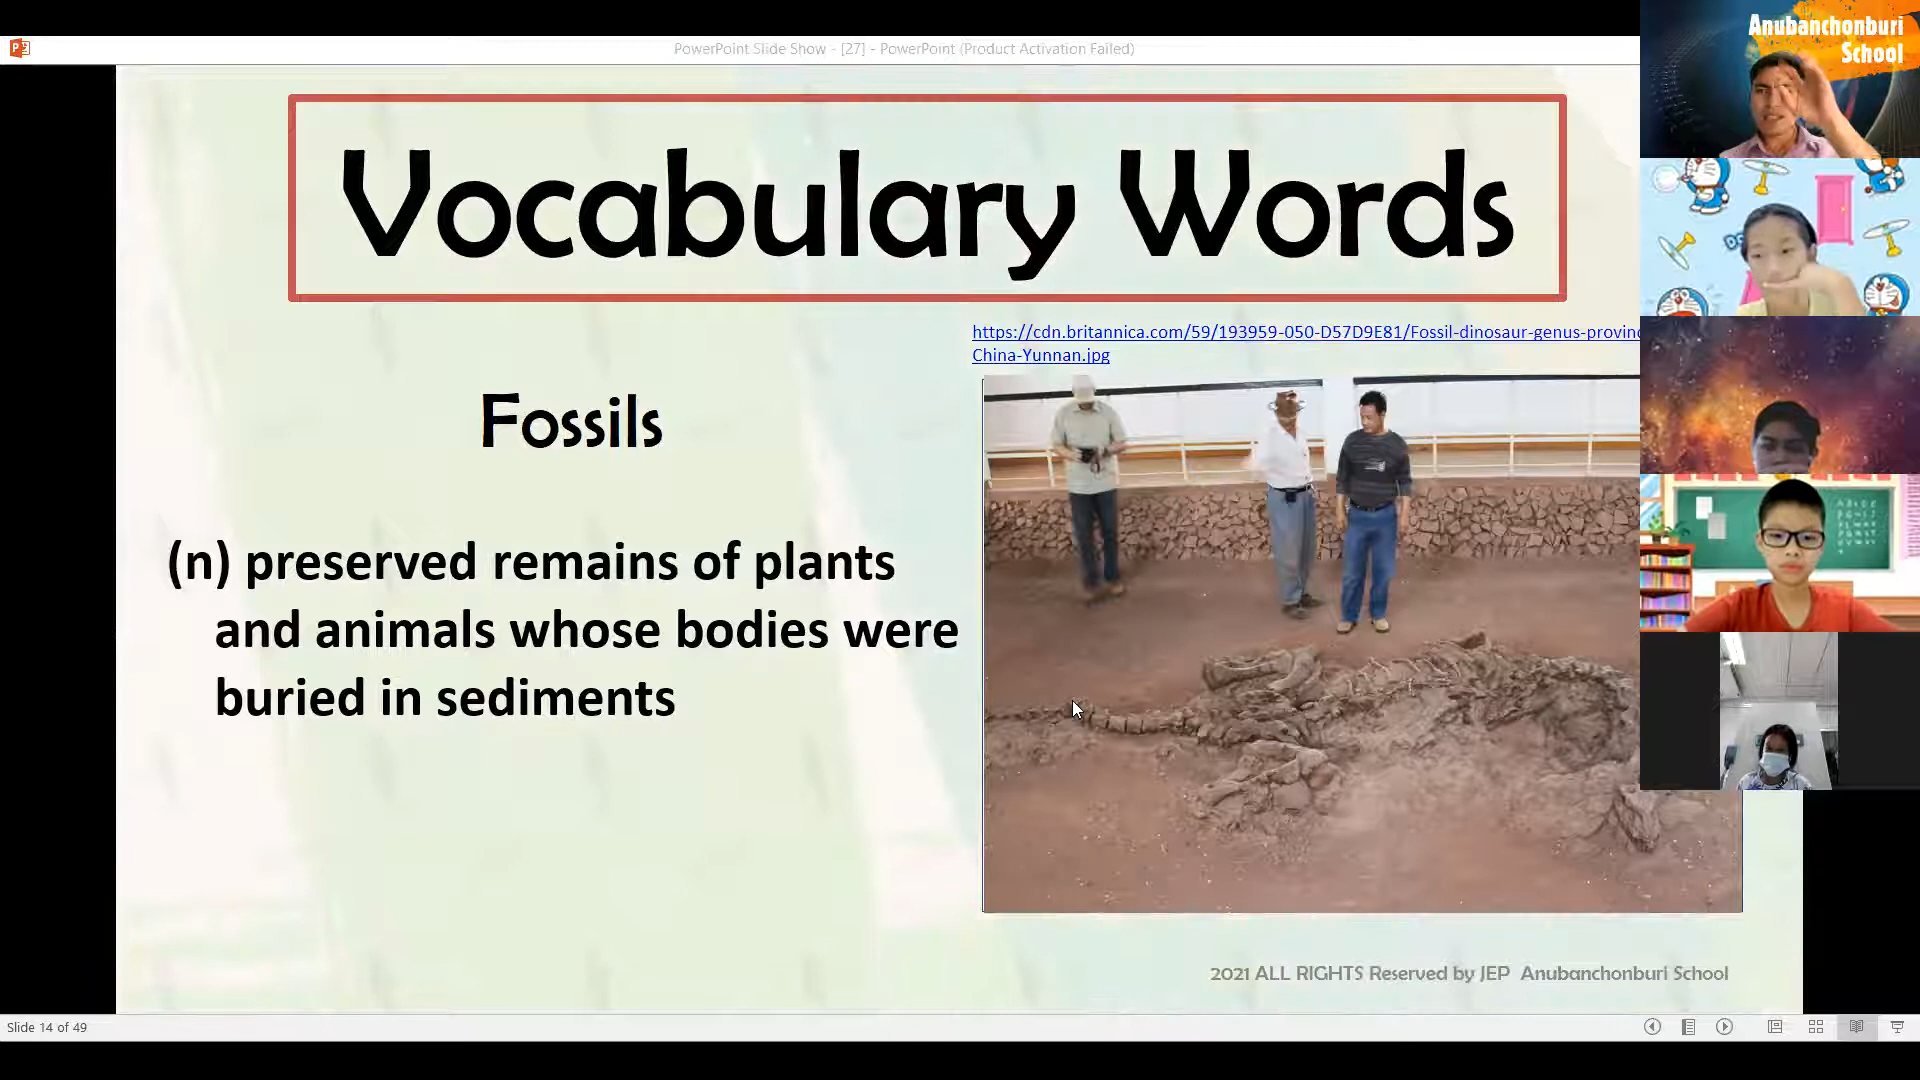 PowerPoint Slide Show - [27] - PowerPoint (Product Activation Failed)
Anubanchonburi
School
Vocabulary Words
https://cdn.britannica.com/59/193959-050-D57D9E81/Fossil-dinosaur-genus-provinc
China-Yunnan.jpg
Fossils
(n) preserved remains of plants
and animals whose bodies were
buried in sediments
2021 ALL RIGHTS Reserved by JEP Anubanchonburi School
Slide 14 of 49